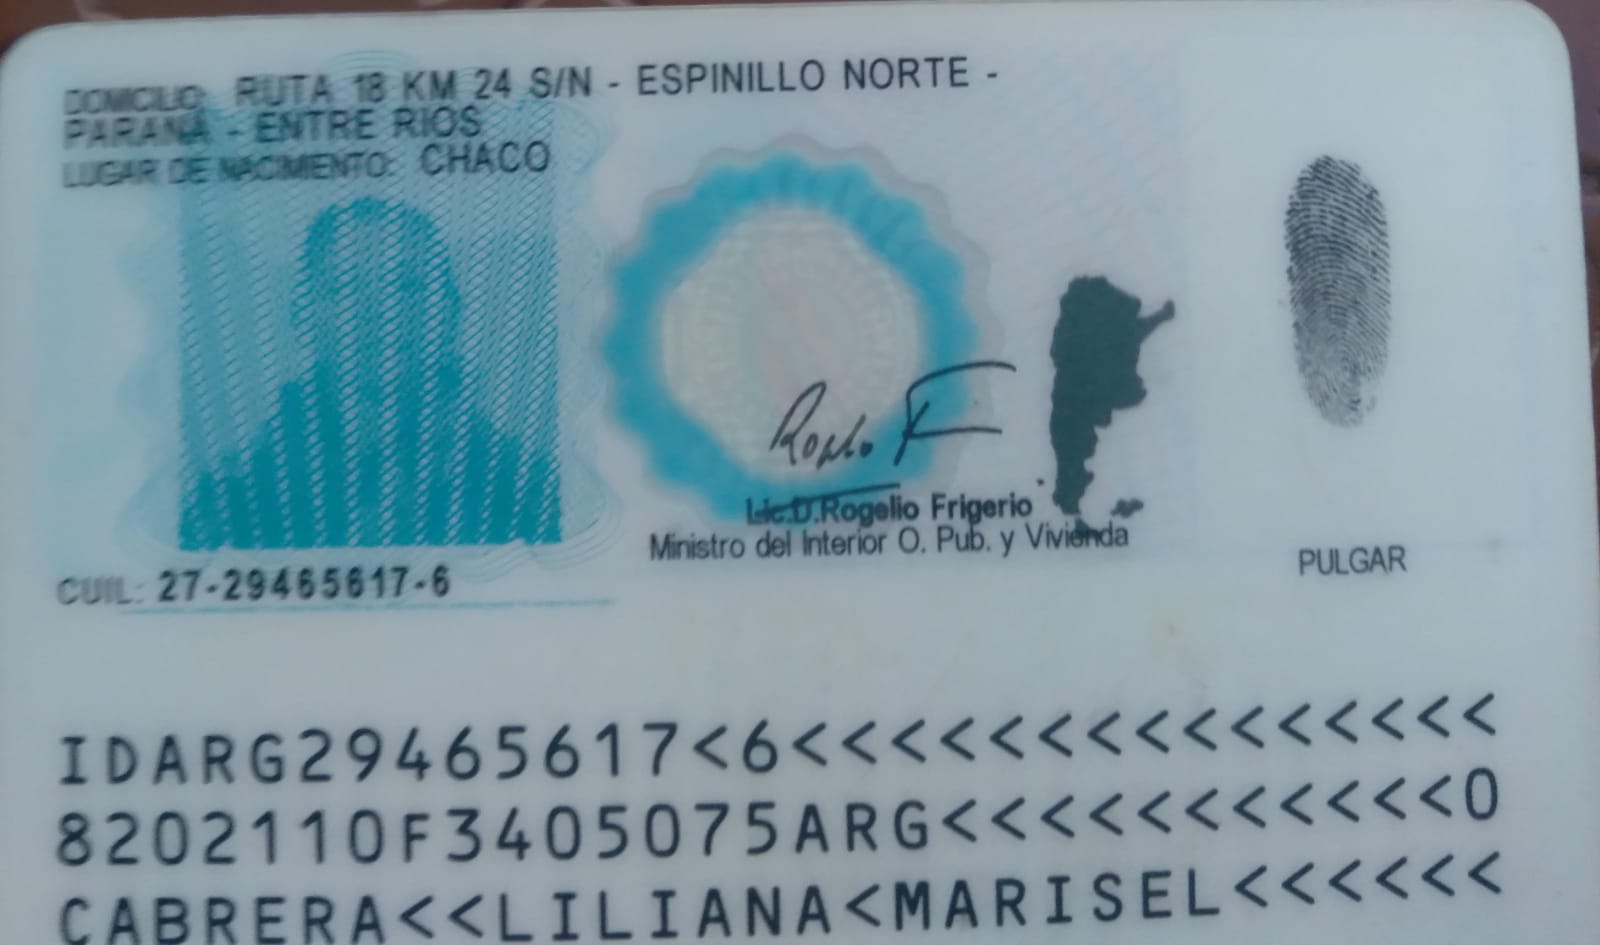 DOMICILIO: RUTA 18 KM 24 S/N - ESPINILLO NORTE -
PARANÁ - ENTRE RIOS
LUGAR DE NACIMIENTO: CHACO
Lic.D.Rogelio Frigerio
Ministro del Interior O. Pub. y Vivienda
PULGAR
CUIL: 27-29465617-6
IDARG29465617<6<<<<<<<<<<<<<<<
8202110F3405075ARG<<<<<<<<<<<0
CABRERA<<LILIANA<MARISEL<<<<<<